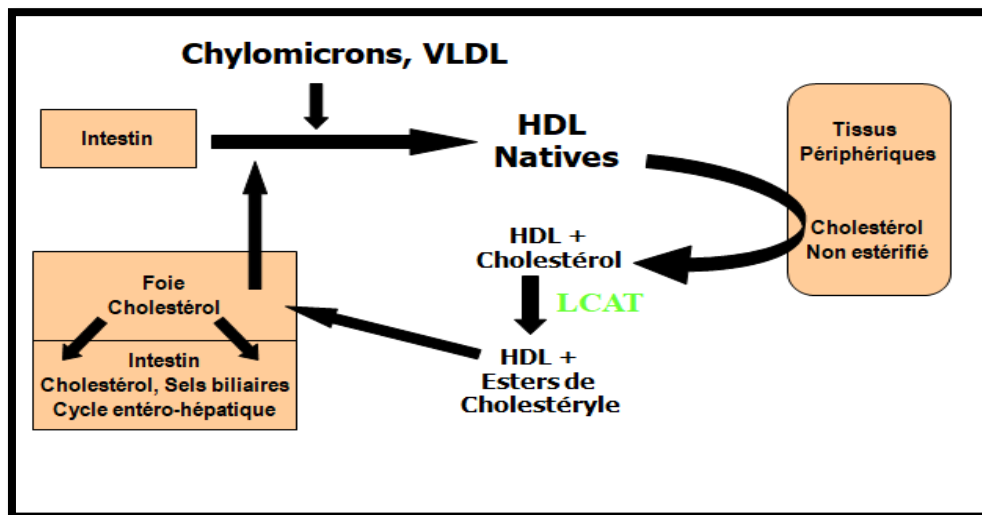 Chylomicrons, VLDL
Intestin
HDL
Natives
Tissus
Périphériques
Cholestérol
Non estérifié
HDL +
Cholestérol
LCAT
HDL +
Esters de
Cholestéryle
Foie
Cholestérol
Intestin
Cholestérol, Sels biliaires
Cycle entéro-hépatique